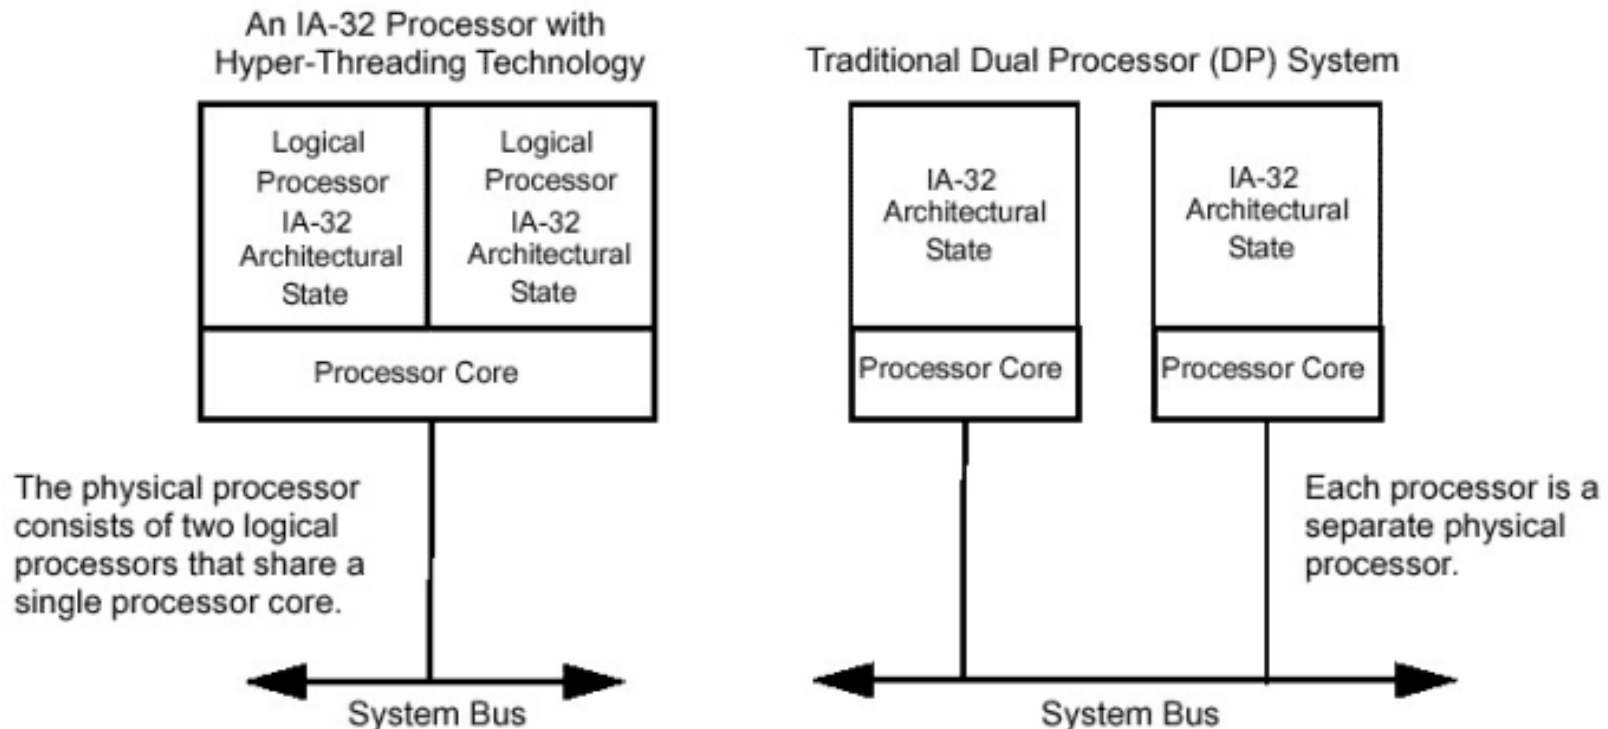 An IA-32 Processor with
Hyper-Threading Technology
Logical
Processor
IA-32
Architectural
State
Logical
Processor
IA-32
Architectural
State
Processor Core
The physical processor
consists of two logical
processors that share a
single processor core.
System Bus
Traditional Dual Processor (DP) System
IA-32
Architectural
State
IA-32
Architectural
State
Processor Core
Processor Core
Each processor is a
separate physical
processor.
System Bus